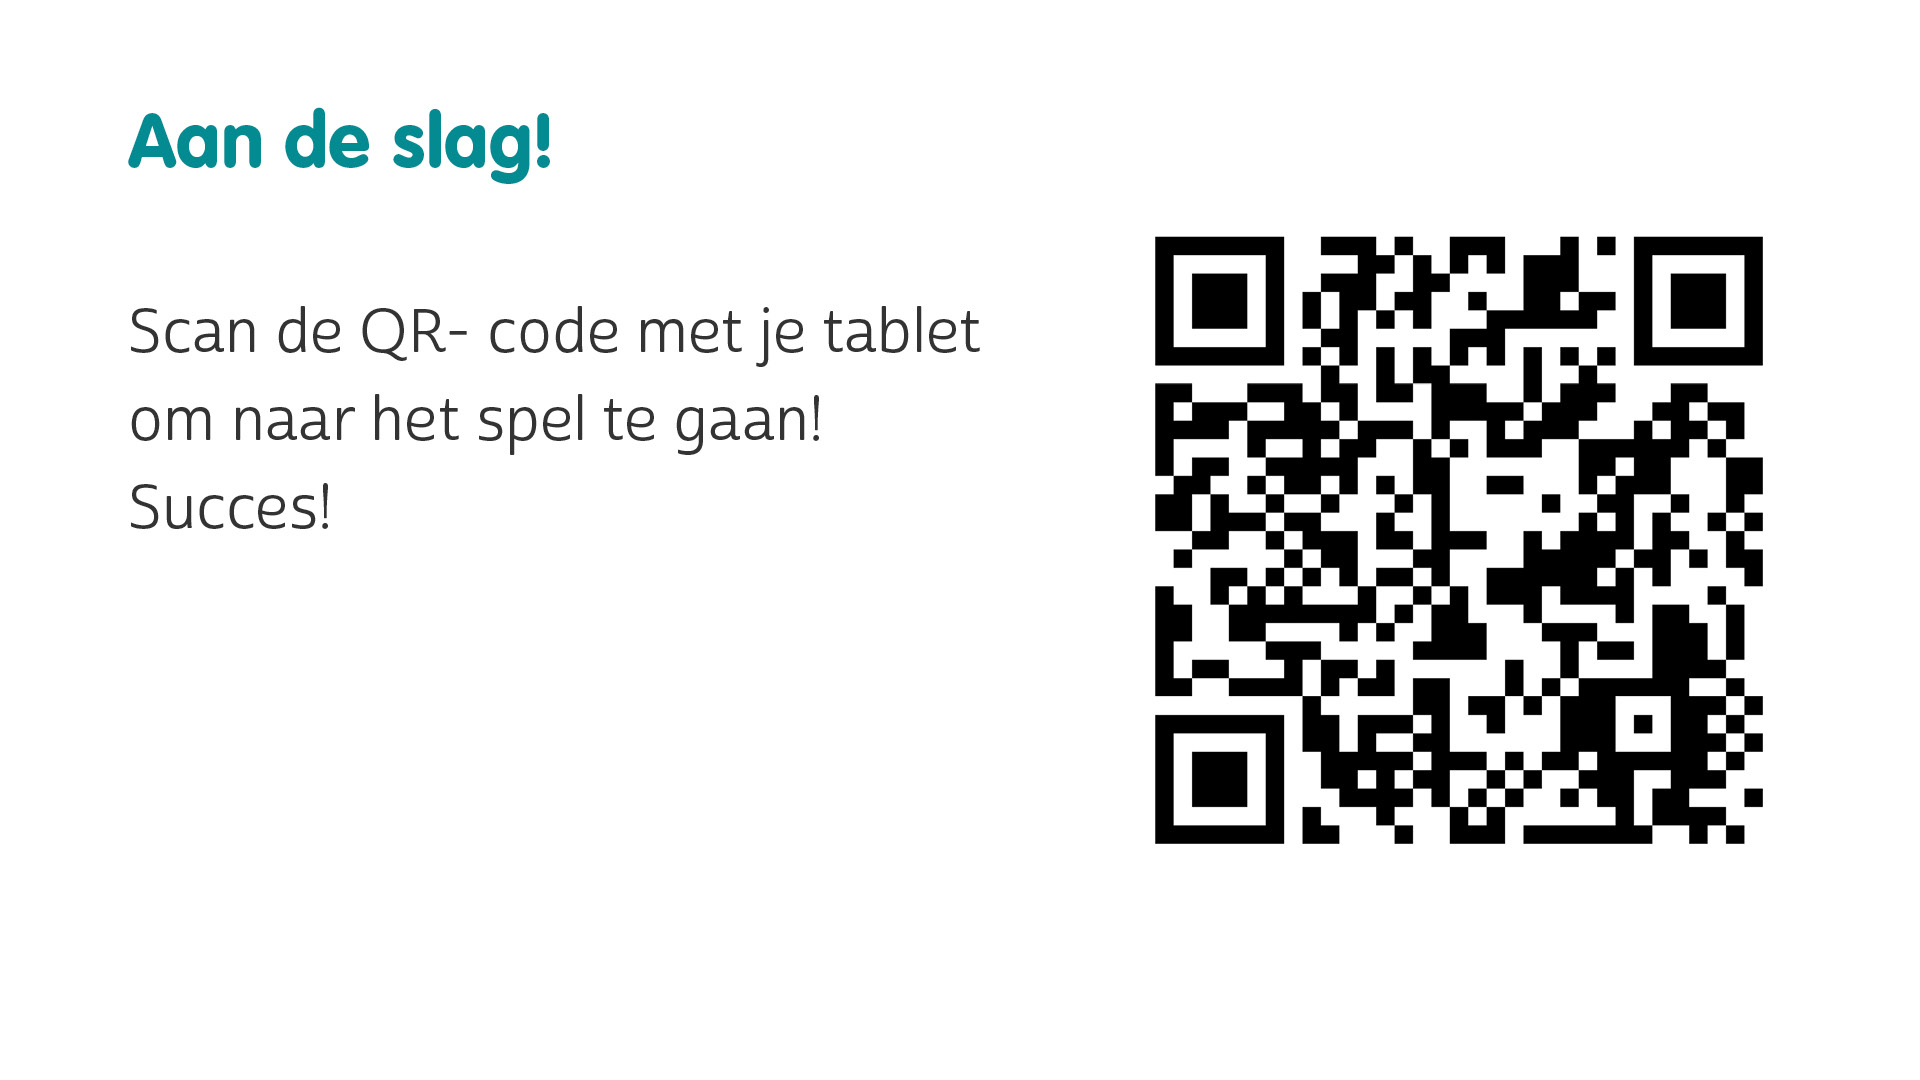 Aan de slag!
Scan de QR- code met je tablet
om naar het spel te gaan!
Succes!